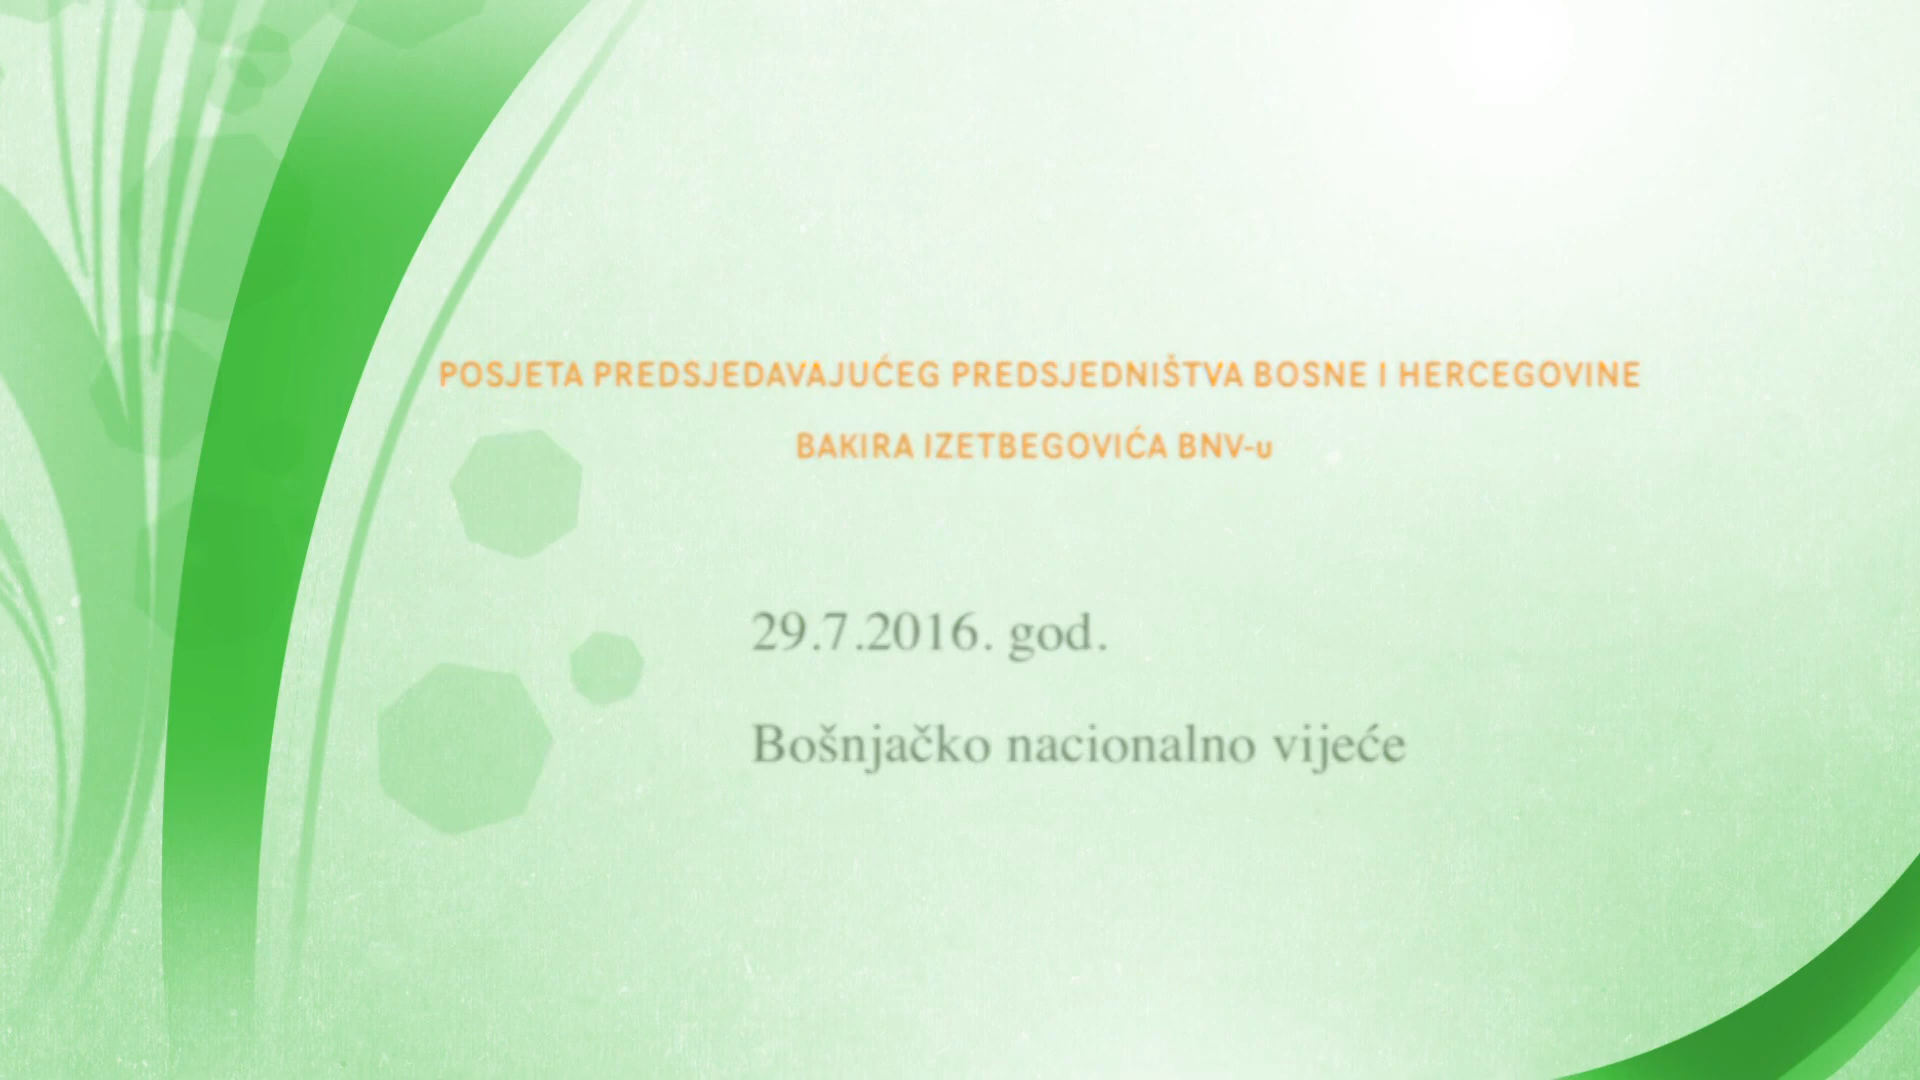 POSJETA PREDSJEDAVAJUĆEG PREDSJEDNIŠTVA BOSNE I HERCEGOVINE
BAKIRA IZETBEGOVIĆA BNV-u
29.7.2016. god.
Bošnjačko nacionalno vijeće